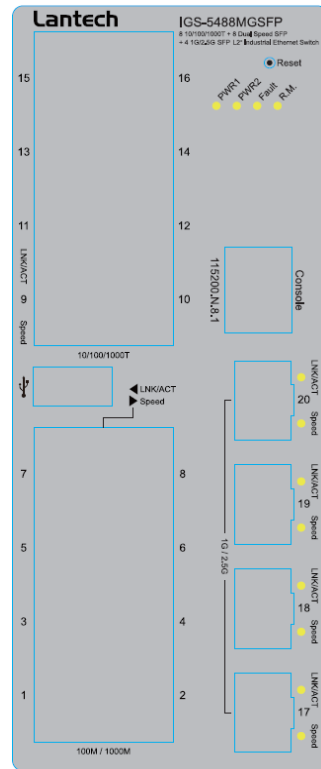 Lantech
IGS-5488MGSFP
8 10/100/1000T + 8 Dual Speed SFP
+ 4 1G/2.5G SFP L2+ Industrial Ethernet Switch
Reset
PWR1
PWR2
Fault
R.M.
15
16
13
14
11
12
LNK/ACT
9
10
Speed
115200,N,8,1
Console
10/100/1000T
LNK/ACT
Speed
LNK/ACT
20
Speed
7
8
LNK/ACT
19
Speed
5
6
1G / 2.5G
LNK/ACT
18
Speed
3
4
LNK/ACT
17
Speed
1
2
100M / 1000M